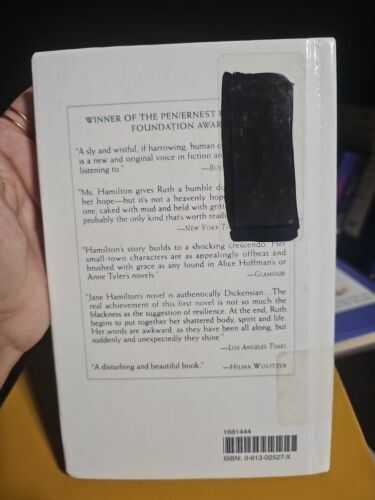 WINNER OF THE PEN/ERNEST
FOUNDATION AWAR
"A sly and wistful, if harrowing, human c
is a new and original voice in fiction an
listening to."
—BOS
"Ms. Hamilton gives Ruth a humble di
her hope—but it's not a heavenly hop
one, caked with mud and held with gri
probably the only kind that's worth read
—NEW YORK T
"Hamilton's story builds to a shocking crescendo. Her
small-town characters are as appealingly offbeat and
brushed with grace as any found in Alice Hoffman's or
Anne Tyler's novels."
—GLAMOUR
"Jane Hamilton's novel is authentically Dickensian...The
real achievement of this first novel is not so much the
blackness as the suggestion of resilience. At the end, Ruth
begins to put together her shattered body, spirit and life.
Her words are awkward, as they have been all along, but
suddenly and unexpectedly they shine."
—LOS ANGELES TIMES
"A disturbing and beautiful book."
—HILMA WOLITZER
1681444
ISBN: 0-613-02527-X